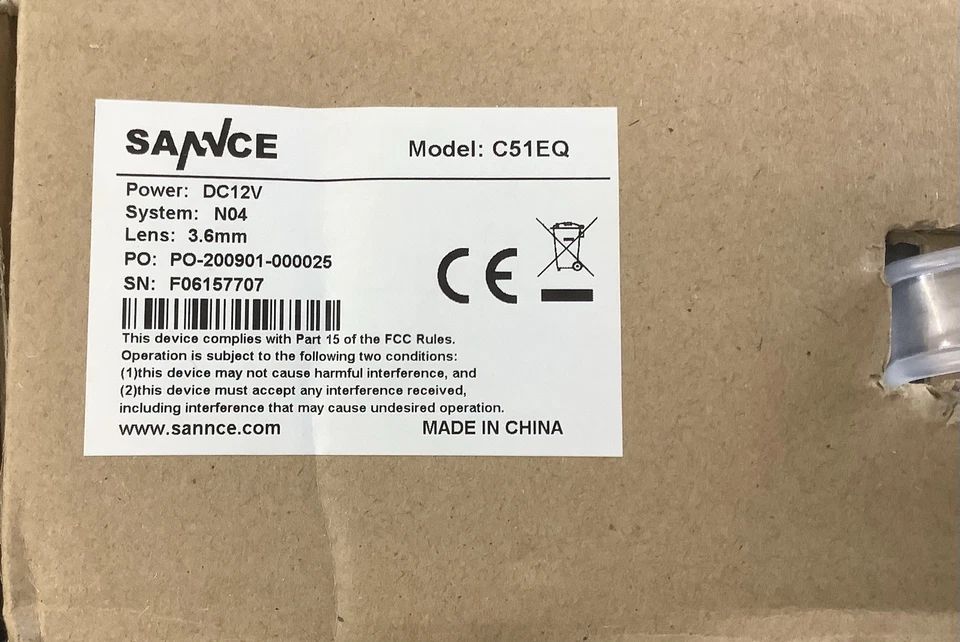 SANNCE
Model: C51EQ
Power: DC12V
System: N04
Lens: 3.6mm
PO: PO-200901-000025
SN: F06157707
CE
This device complies with Part 15 of the FCC Rules.
Operation is subject to the following two conditions:
(1)this device may not cause harmful interference, and
(2)this device must accept any interference received,
including interference that may cause undesired operation.
www.sannce.com
MADE IN CHINA